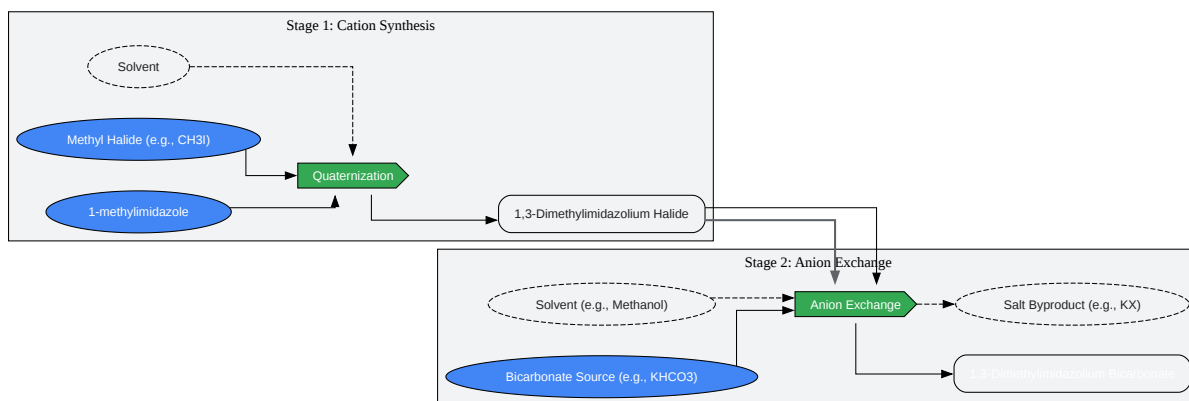 Stage 1: Cation Synthesis
Solvent
Methyl Halide (e.g., CH3I)
Quaternization
1-methylimidazole
1,3-Dimethylimidazolium Halide
Stage 2: Anion Exchange
Solvent (e.g., Methanol)
Anion Exchange
Salt Byproduct (e.g., KX)
Bicarbonate Source (e.g., KHCO3)
1,3-Dimethylimidazolium Bicarbonate